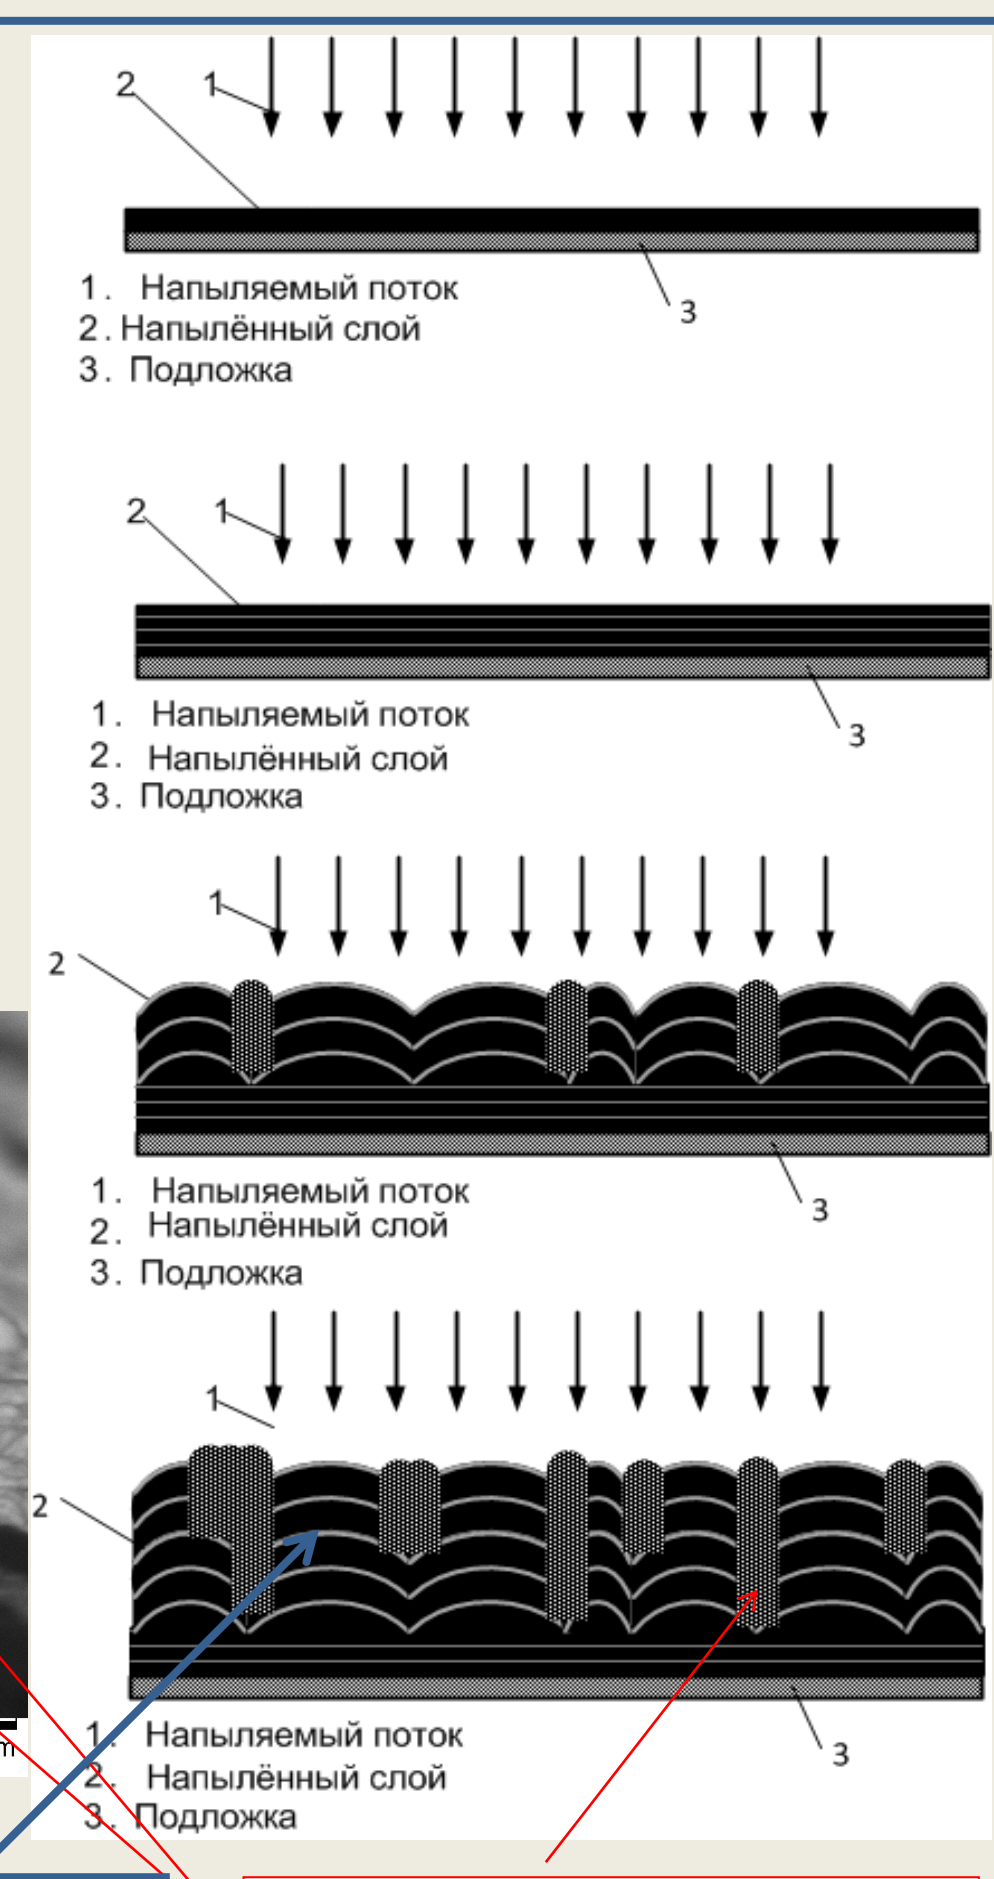 2 1
3
1. Напыляемый поток
2. Напылённый слой
3. Подложка
2 1
3
1. Напыляемый поток
2. Напылённый слой
3. Подложка
1
2
3
1. Напыляемый поток
2. Напылённый слой
3. Подложка
1
2
3
1. Напыляемый поток
2. Напылённый слой
3. Подложка
m